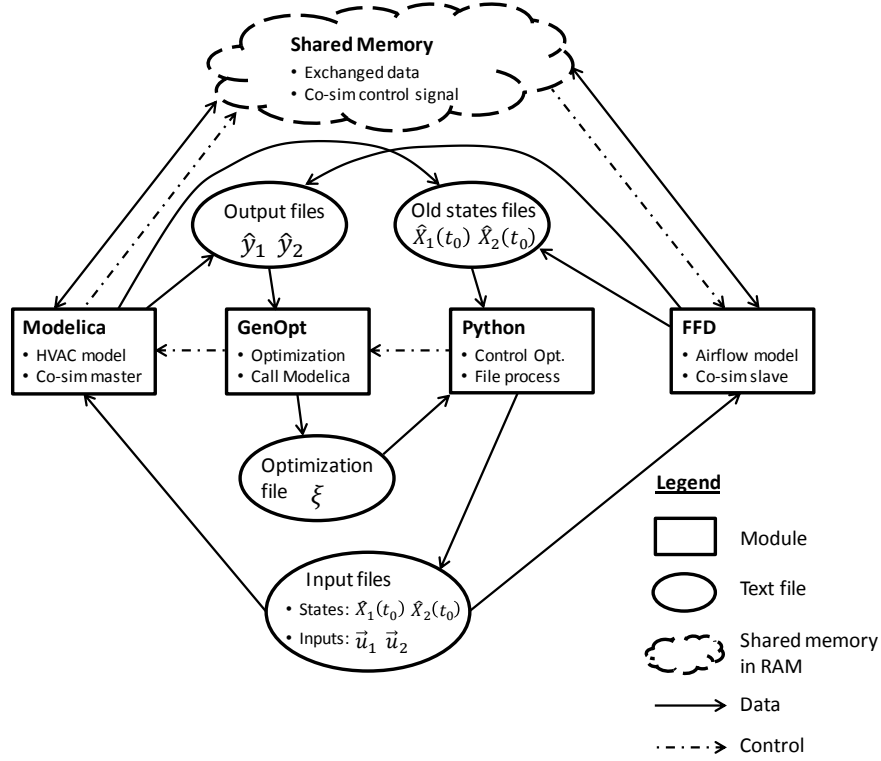 Shared Memory
• Exchanged data
• Co-sim control signal
Output files
ŷ₁ ŷ₂
Old states files
X̂₁(t₀) X̂₂(t₀)
Modelica
• HVAC model
• Co-sim master
GenOpt
• Optimization
• Call Modelica
Python
• Control Opt.
• File process
FFD
• Airflow model
• Co-sim slave
Optimization
file ξ
Input files
• States: X̂₁(t₀) X̂₂(t₀)
• Inputs: u⃗₁ u⃗₂
Legend
Module
Text file
Shared memory
in RAM
Data
Control